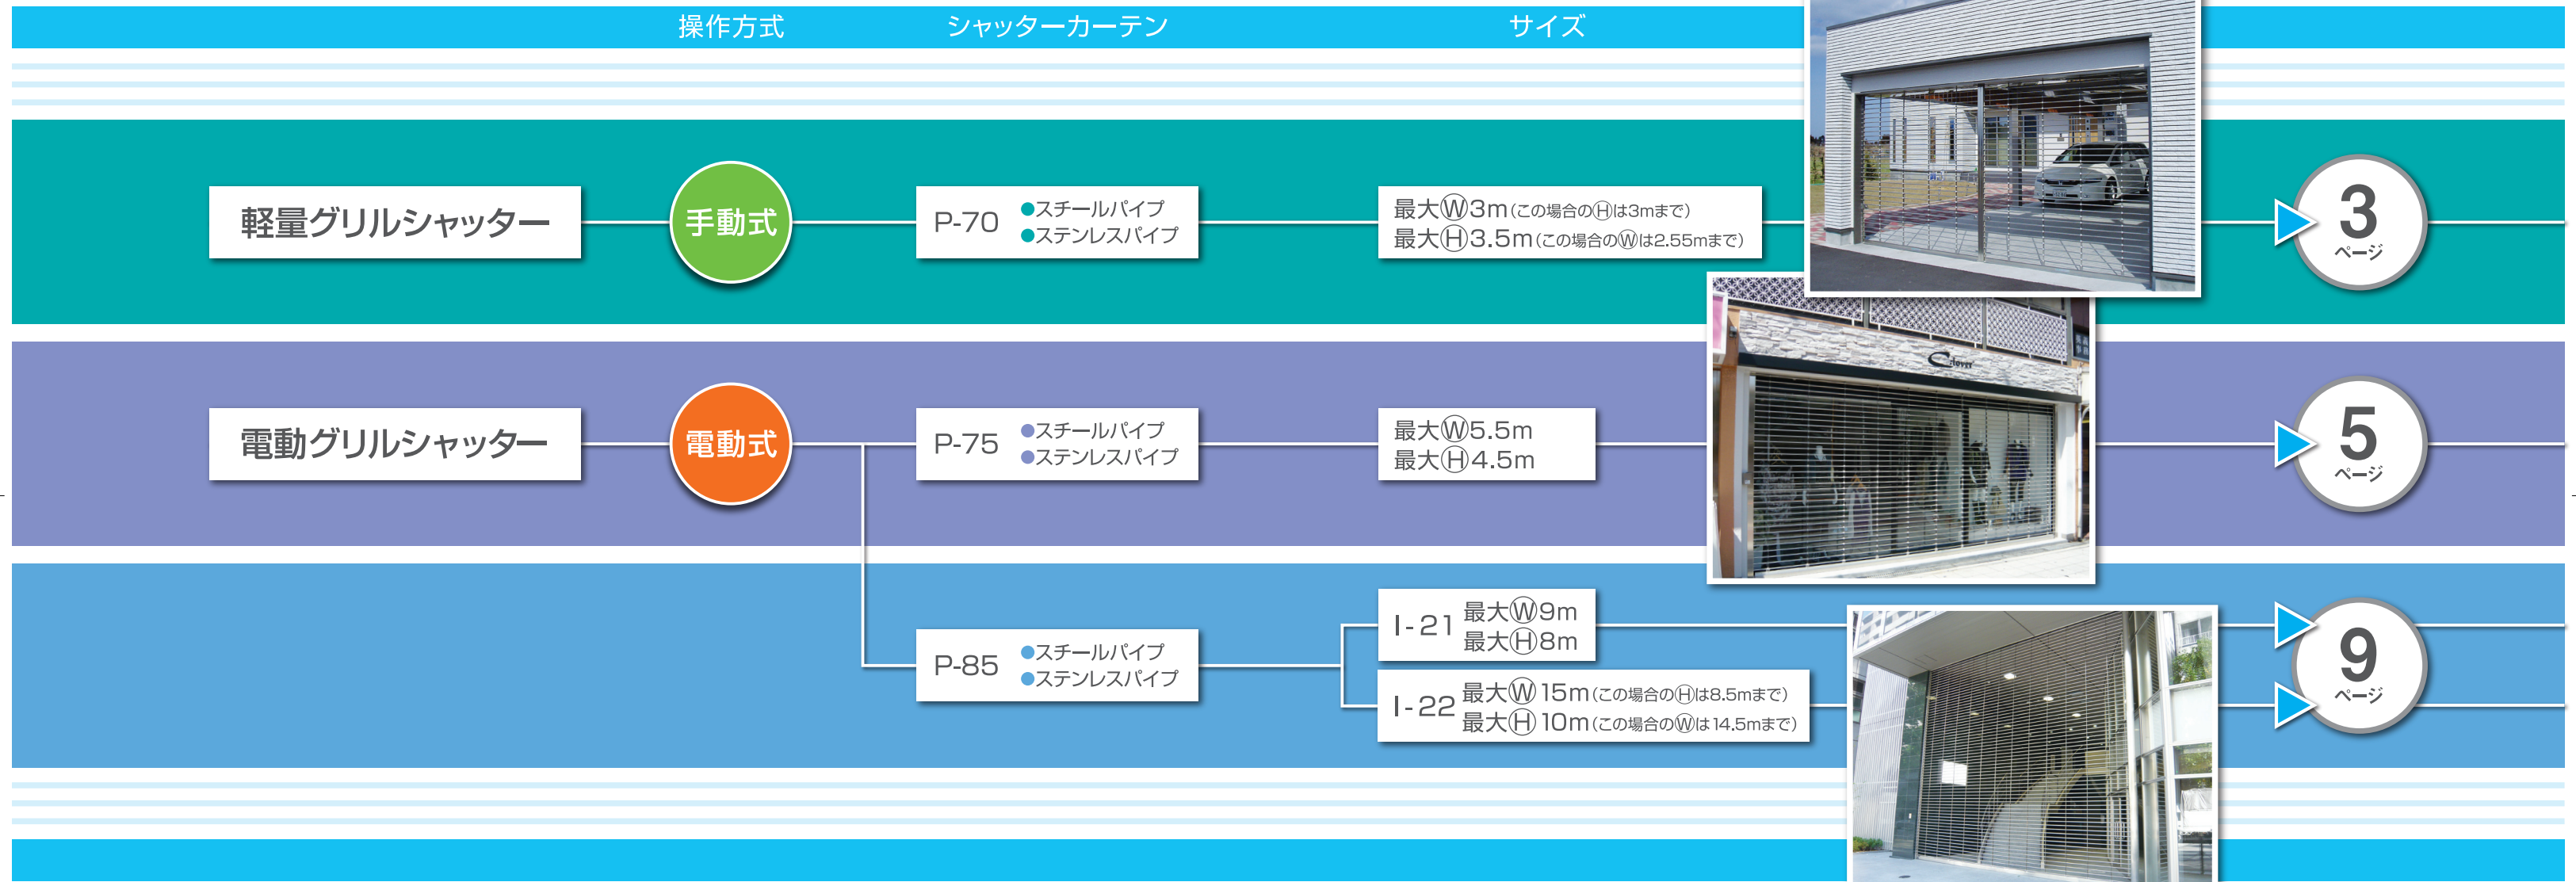 操作方式 シャッターカーテン サイズ
軽量グリルシャッター
手動式
P-70
●スチールパイプ
●ステンレスパイプ
最大Ⓦ3m(この場合のⒽは3mまで)
最大Ⓗ3.5m(この場合のⓌは2.55mまで)
3
ページ
電動グリルシャッター
電動式
P-75
●スチールパイプ
●ステンレスパイプ
最大Ⓦ5.5m
最大Ⓗ4.5m
5
ページ
P-85
●スチールパイプ
●ステンレスパイプ
I-21
最大Ⓦ9m
最大Ⓗ8m
I-22
最大Ⓦ15m(この場合のⒽは8.5mまで)
最大Ⓗ10m(この場合のⓌは14.5mまで)
9
ページ